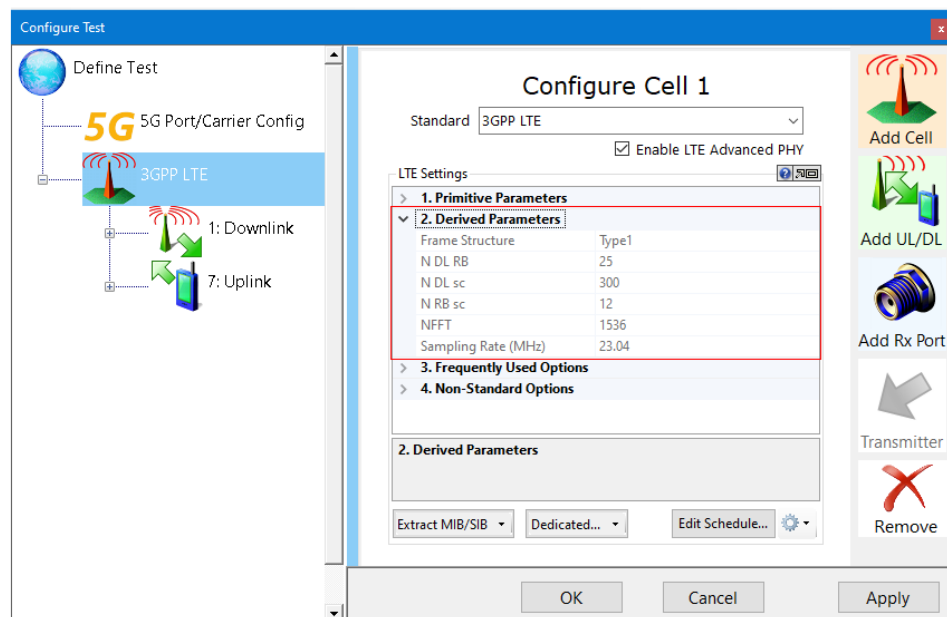 Configure Test
x
Define Test
5G 5G Port/Carrier Config
3GPP LTE
1: Downlink
7: Uplink
Configure Cell 1
Standard 3GPP LTE
Enable LTE Advanced PHY
LTE Settings
1. Primitive Parameters
2. Derived Parameters
Frame Structure Type1
N DL RB 25
N DL sc 300
N RB sc 12
NFFT 1536
Sampling Rate (MHz) 23.04
3. Frequently Used Options
4. Non-Standard Options
2. Derived Parameters
Extract MIB/SIB Dedicated... Edit Schedule...
OK Cancel Apply
Add Cell
Add UL/DL
Add Rx Port
Transmitter
Remove